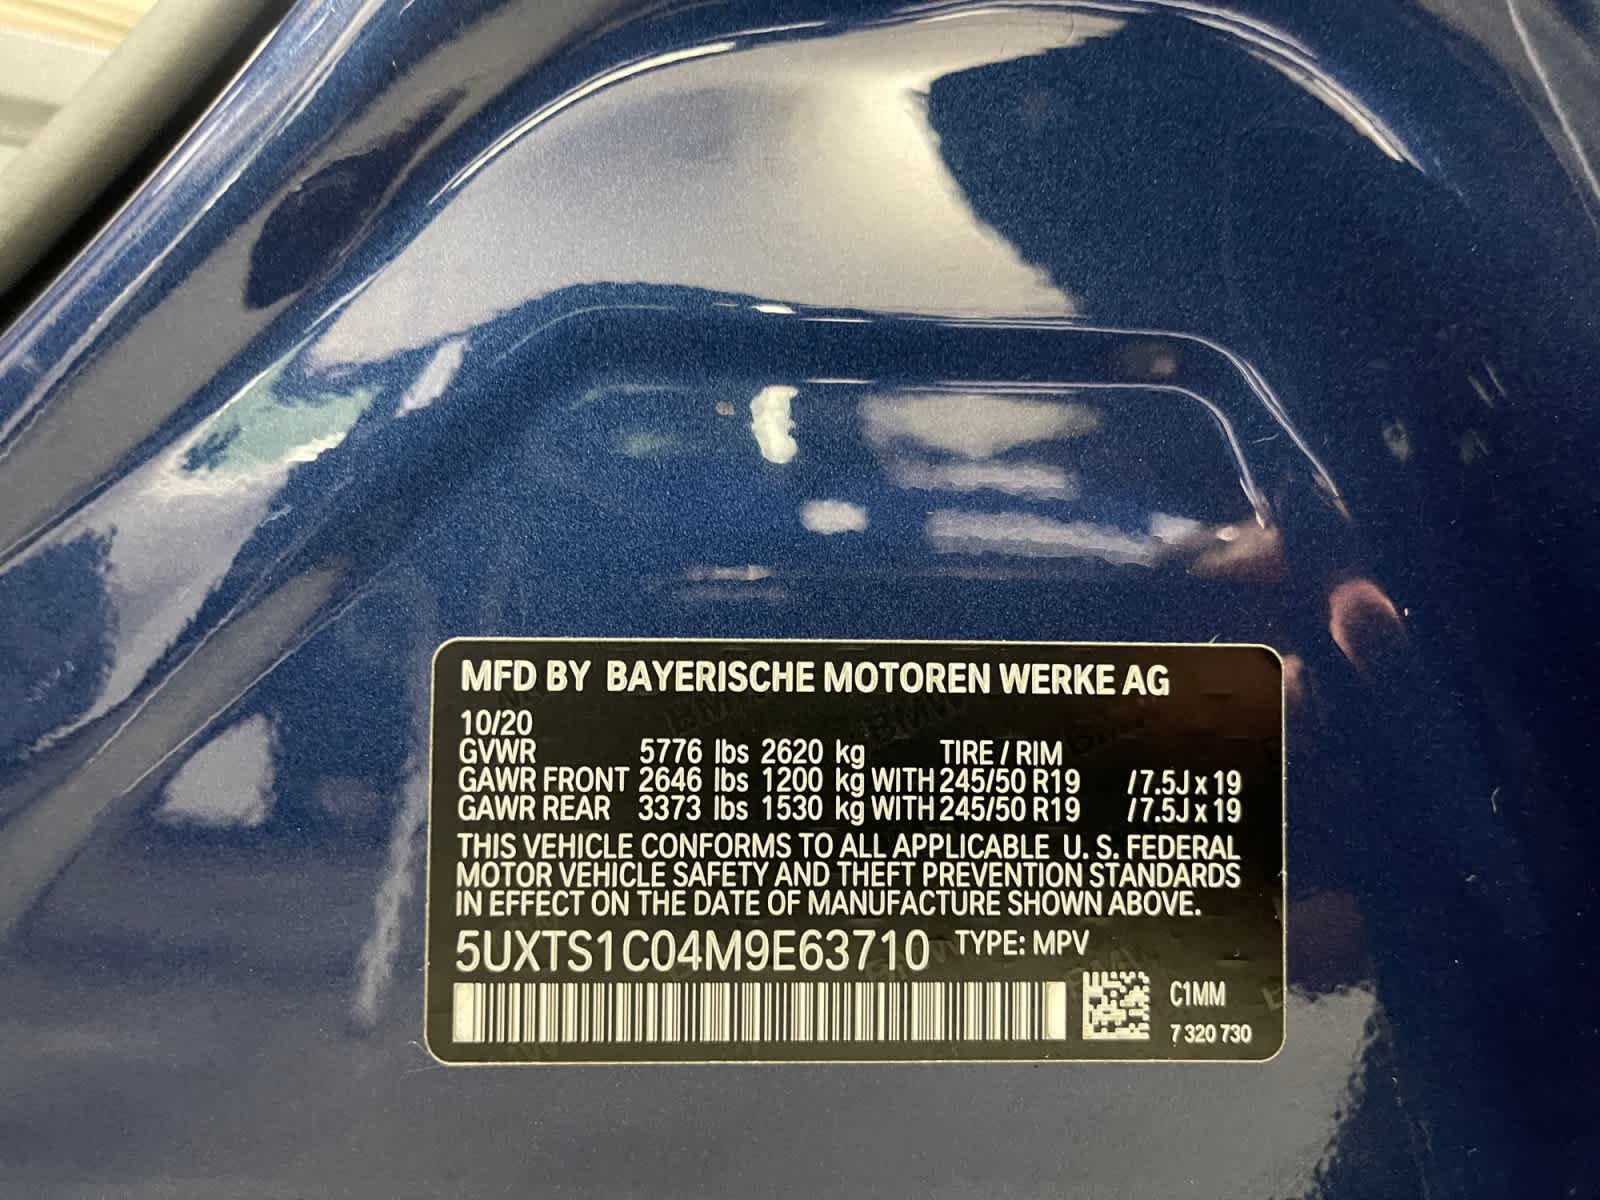 MFD BY BAYERISCHE MOTOREN WERKE AG
10/20
GVWR 5776 lbs 2620 kg TIRE / RIM
GAWR FRONT 2646 lbs 1200 kg WITH 245/50 R19 / 7.5J x 19
GAWR REAR 3373 lbs 1530 kg WITH 245/50 R19 / 7.5J x 19
THIS VEHICLE CONFORMS TO ALL APPLICABLE U. S. FEDERAL
MOTOR VEHICLE SAFETY AND THEFT PREVENTION STANDARDS
IN EFFECT ON THE DATE OF MANUFACTURE SHOWN ABOVE.
5UXTS1C04M9E63710 TYPE: MPV
C1MM
7 320 730